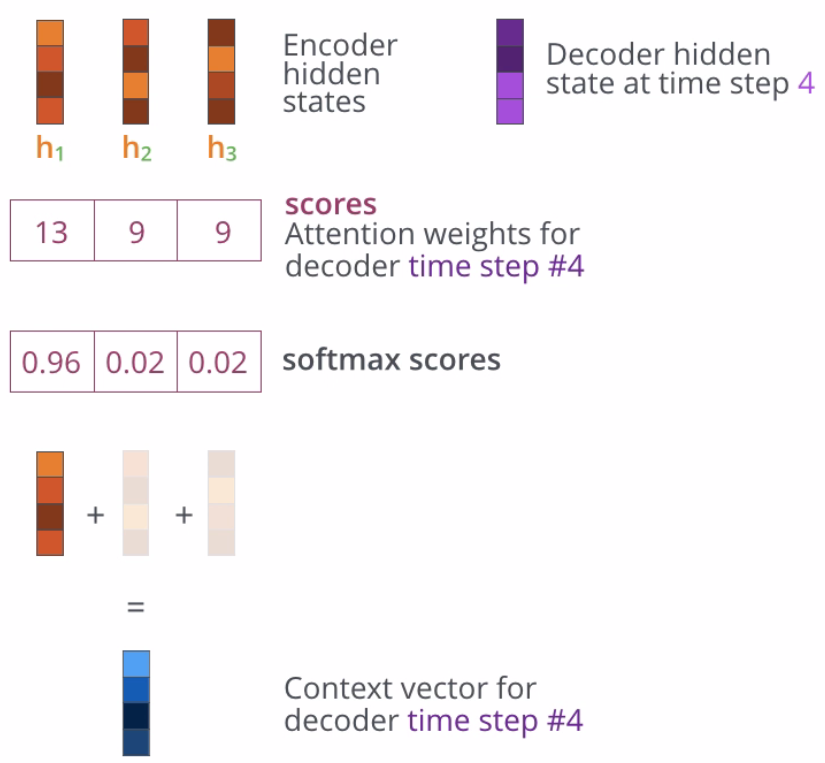 Encoder
hidden
states
Decoder hidden
state at time step 4
h₁ h₂ h₃
13 9 9
scores
Attention weights for
decoder time step #4
0.96 0.02 0.02
softmax scores
+ +
=
Context vector for
decoder time step #4